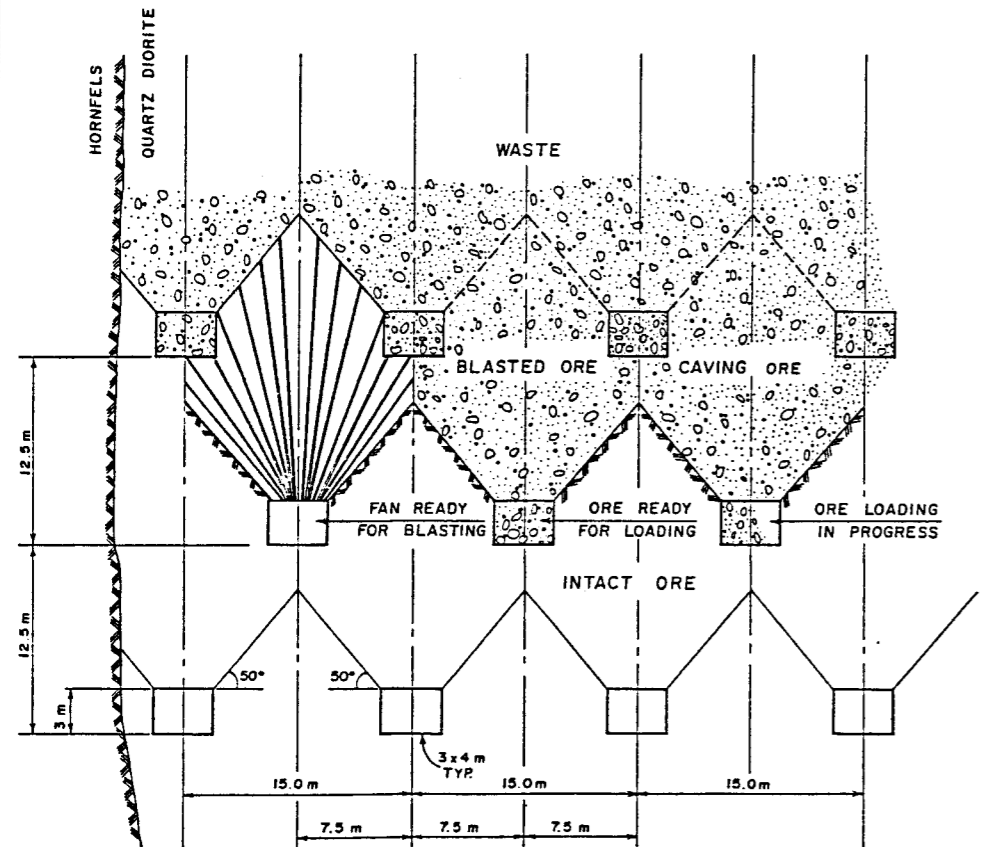 HORNFELS
QUARTZ DIORITE
WASTE
BLASTED ORE
CAVING ORE
12.5 m
FAN READY
FOR BLASTING
ORE READY
FOR LOADING
ORE LOADING
IN PROGRESS
INTACT ORE
12.5 m
50°
50°
3 m
3 x 4 m
TYP.
15.0 m
15.0 m
15.0 m
7.5 m
7.5 m
7.5 m